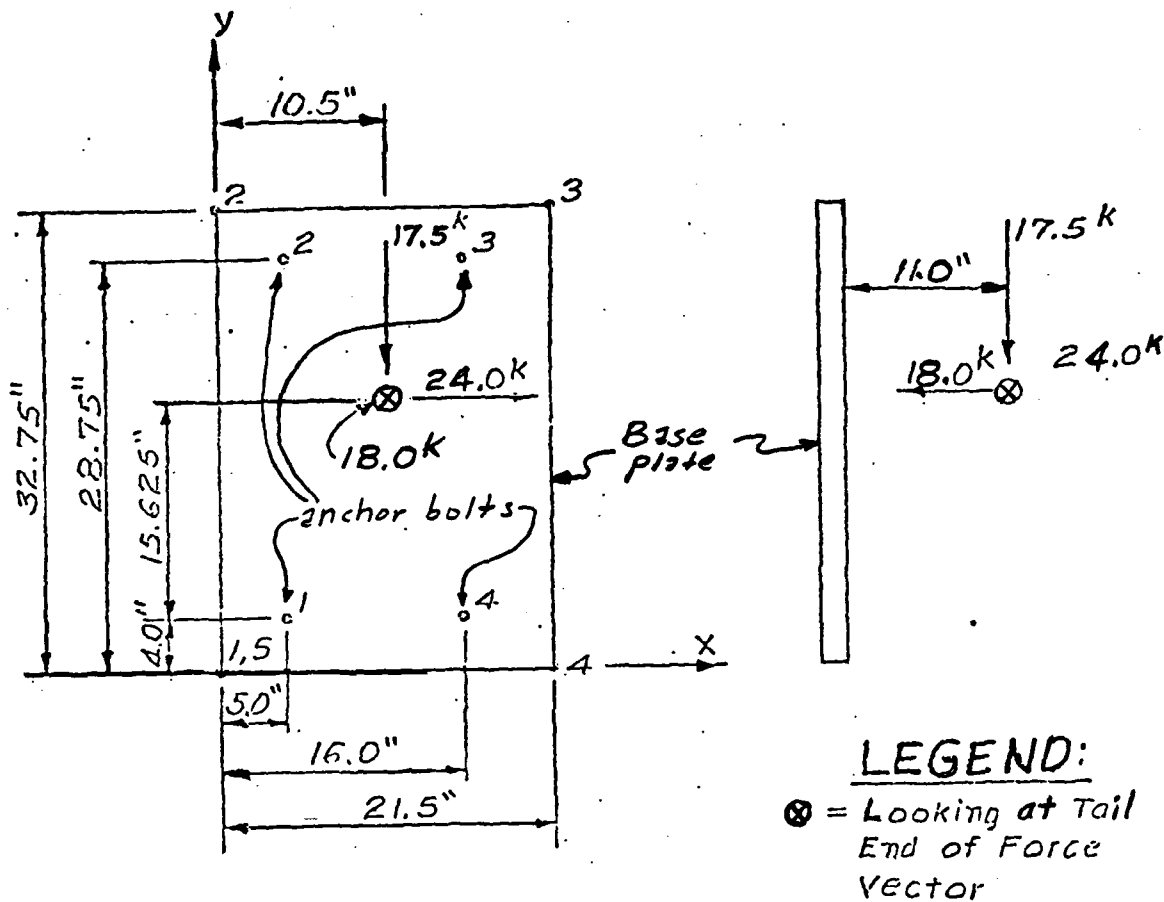 y
10.5"
2
3
2
17.5k
3
24.0k
18.0k
32.75"
28.75"
15.625"
4.0"
anchor bolts
Base
plate
1
4
1,5
4
x
5.0"
16.0"
21.5"
17.5k
11.0"
18.0k
24.0k
LEGEND:
⊗ = Looking at Tail
End of Force
Vector